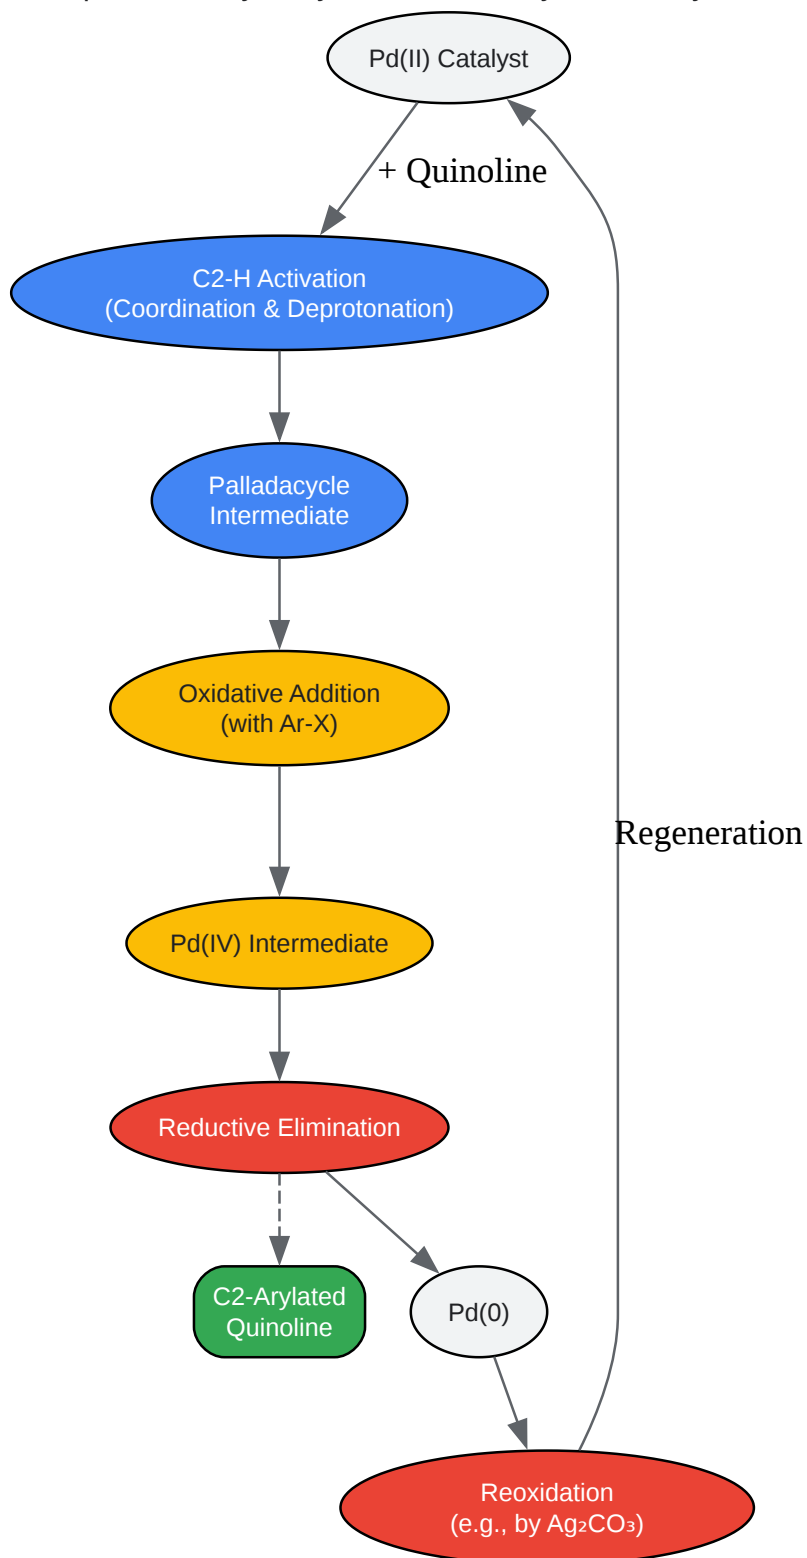 Pd(II) Catalyst
+ Quinoline
C2-H Activation
(Coordination & Deprotonation)
Palladacycle
Intermediate
Oxidative Addition
(with Ar-X)
Regeneration
Pd(IV) Intermediate
Reductive Elimination
C2-Arylated
Quinoline
Pd(0)
Reoxidation
(e.g., by Ag₂CO₃)